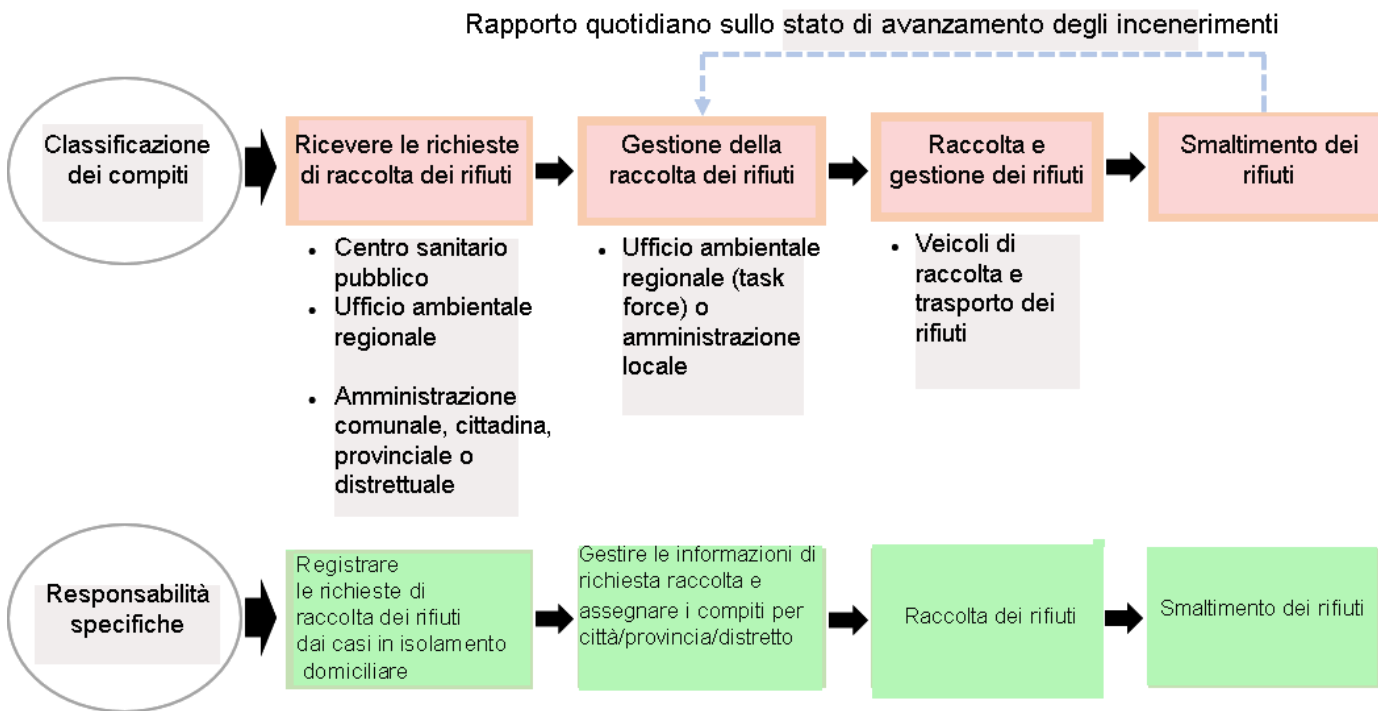 Rapporto quotidiano sullo stato di avanzamento degli incenerimenti
Classificazione
dei compiti
Ricevere le richieste
di raccolta dei rifiuti
Gestione della
raccolta dei rifiuti
Raccolta e
gestione dei rifiuti
Smaltimento dei
rifiuti
• Centro sanitario
pubblico
• Ufficio ambientale
regionale
• Amministrazione
comunale, cittadina,
provinciale o
distrettuale
• Ufficio ambientale
regionale (task
force) o
amministrazione
locale
• Veicoli di
raccolta e
trasporto dei
rifiuti
Responsabilità
specifiche
Registrare
le richieste di
raccolta dei rifiuti
dai casi in isolamento
domiciliare
Gestire le informazioni di
richiesta raccolta e
assegnare i compiti per
città/provincia/distretto
Raccolta dei rifiuti
Smaltimento dei rifiuti